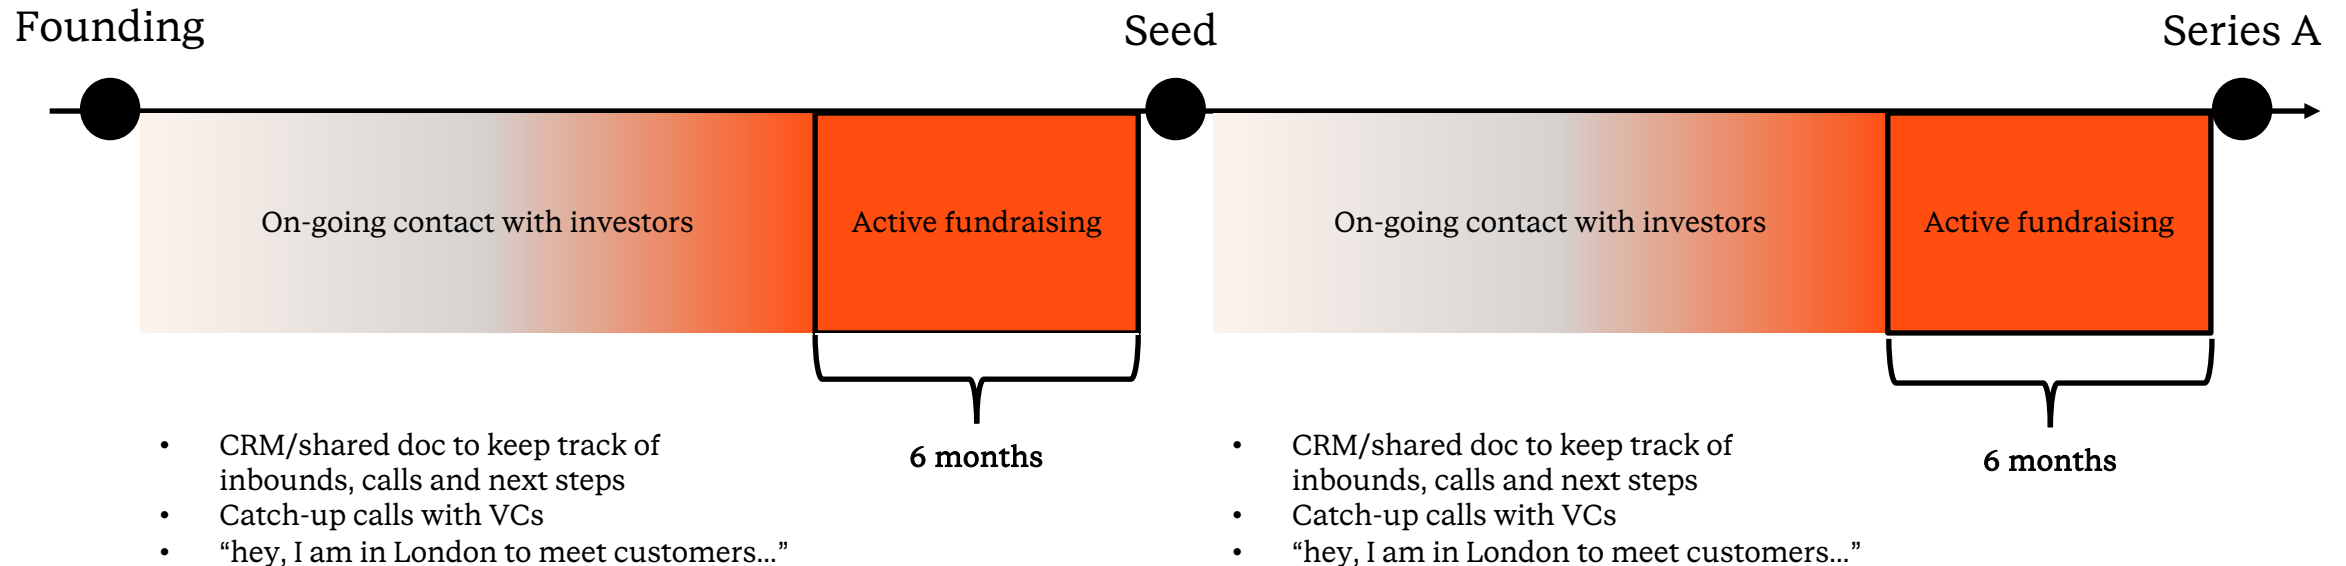 Founding
Seed
Series A
On-going contact with investors
Active fundraising
On-going contact with investors
Active fundraising
• CRM/shared doc to keep track of
inbounds, calls and next steps
• Catch-up calls with VCs
• “hey, I am in London to meet customers...”
6 months
• CRM/shared doc to keep track of
inbounds, calls and next steps
• Catch-up calls with VCs
• “hey, I am in London to meet customers...”
6 months